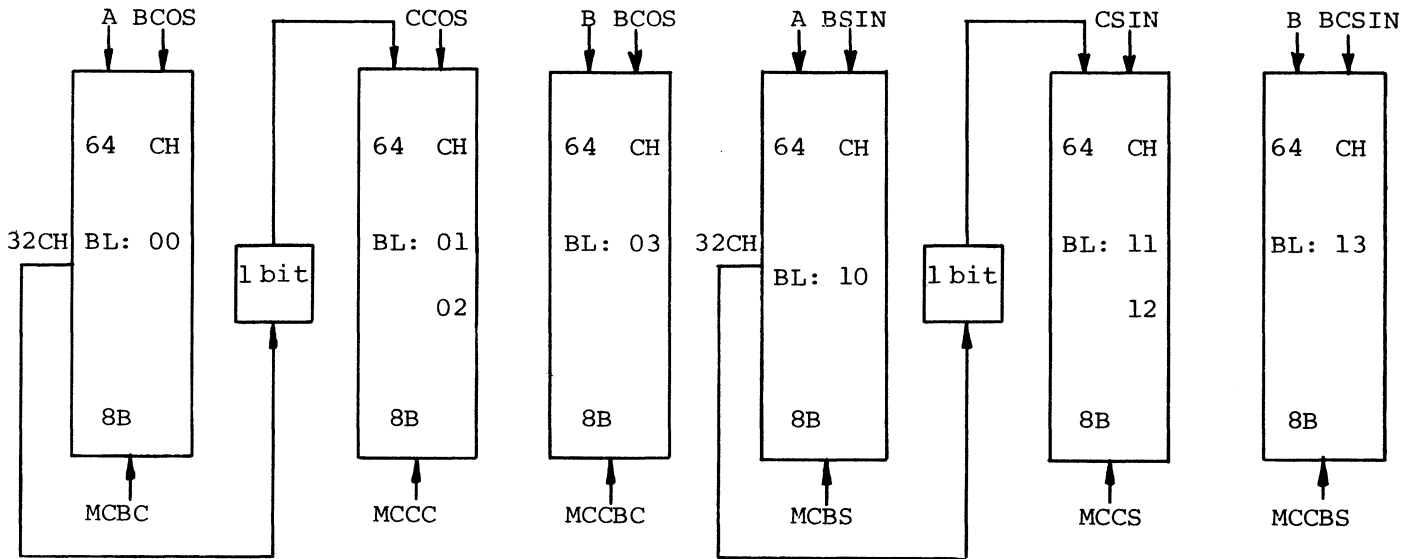 A BCOS CCOS B BCOS A BSIN CSIN B BCSIN
64 CH 64 CH 64 CH 64 CH 64 CH 64 CH
32CH BL: 00 BL: 01 BL: 03 32CH BL: 11 BL: 13
1 bit BL: 10 1 bit
02 12
8B 8B 8B 8B 8B 8B
MCBC MCCC MCCBC MCBS MCCS MCCBS